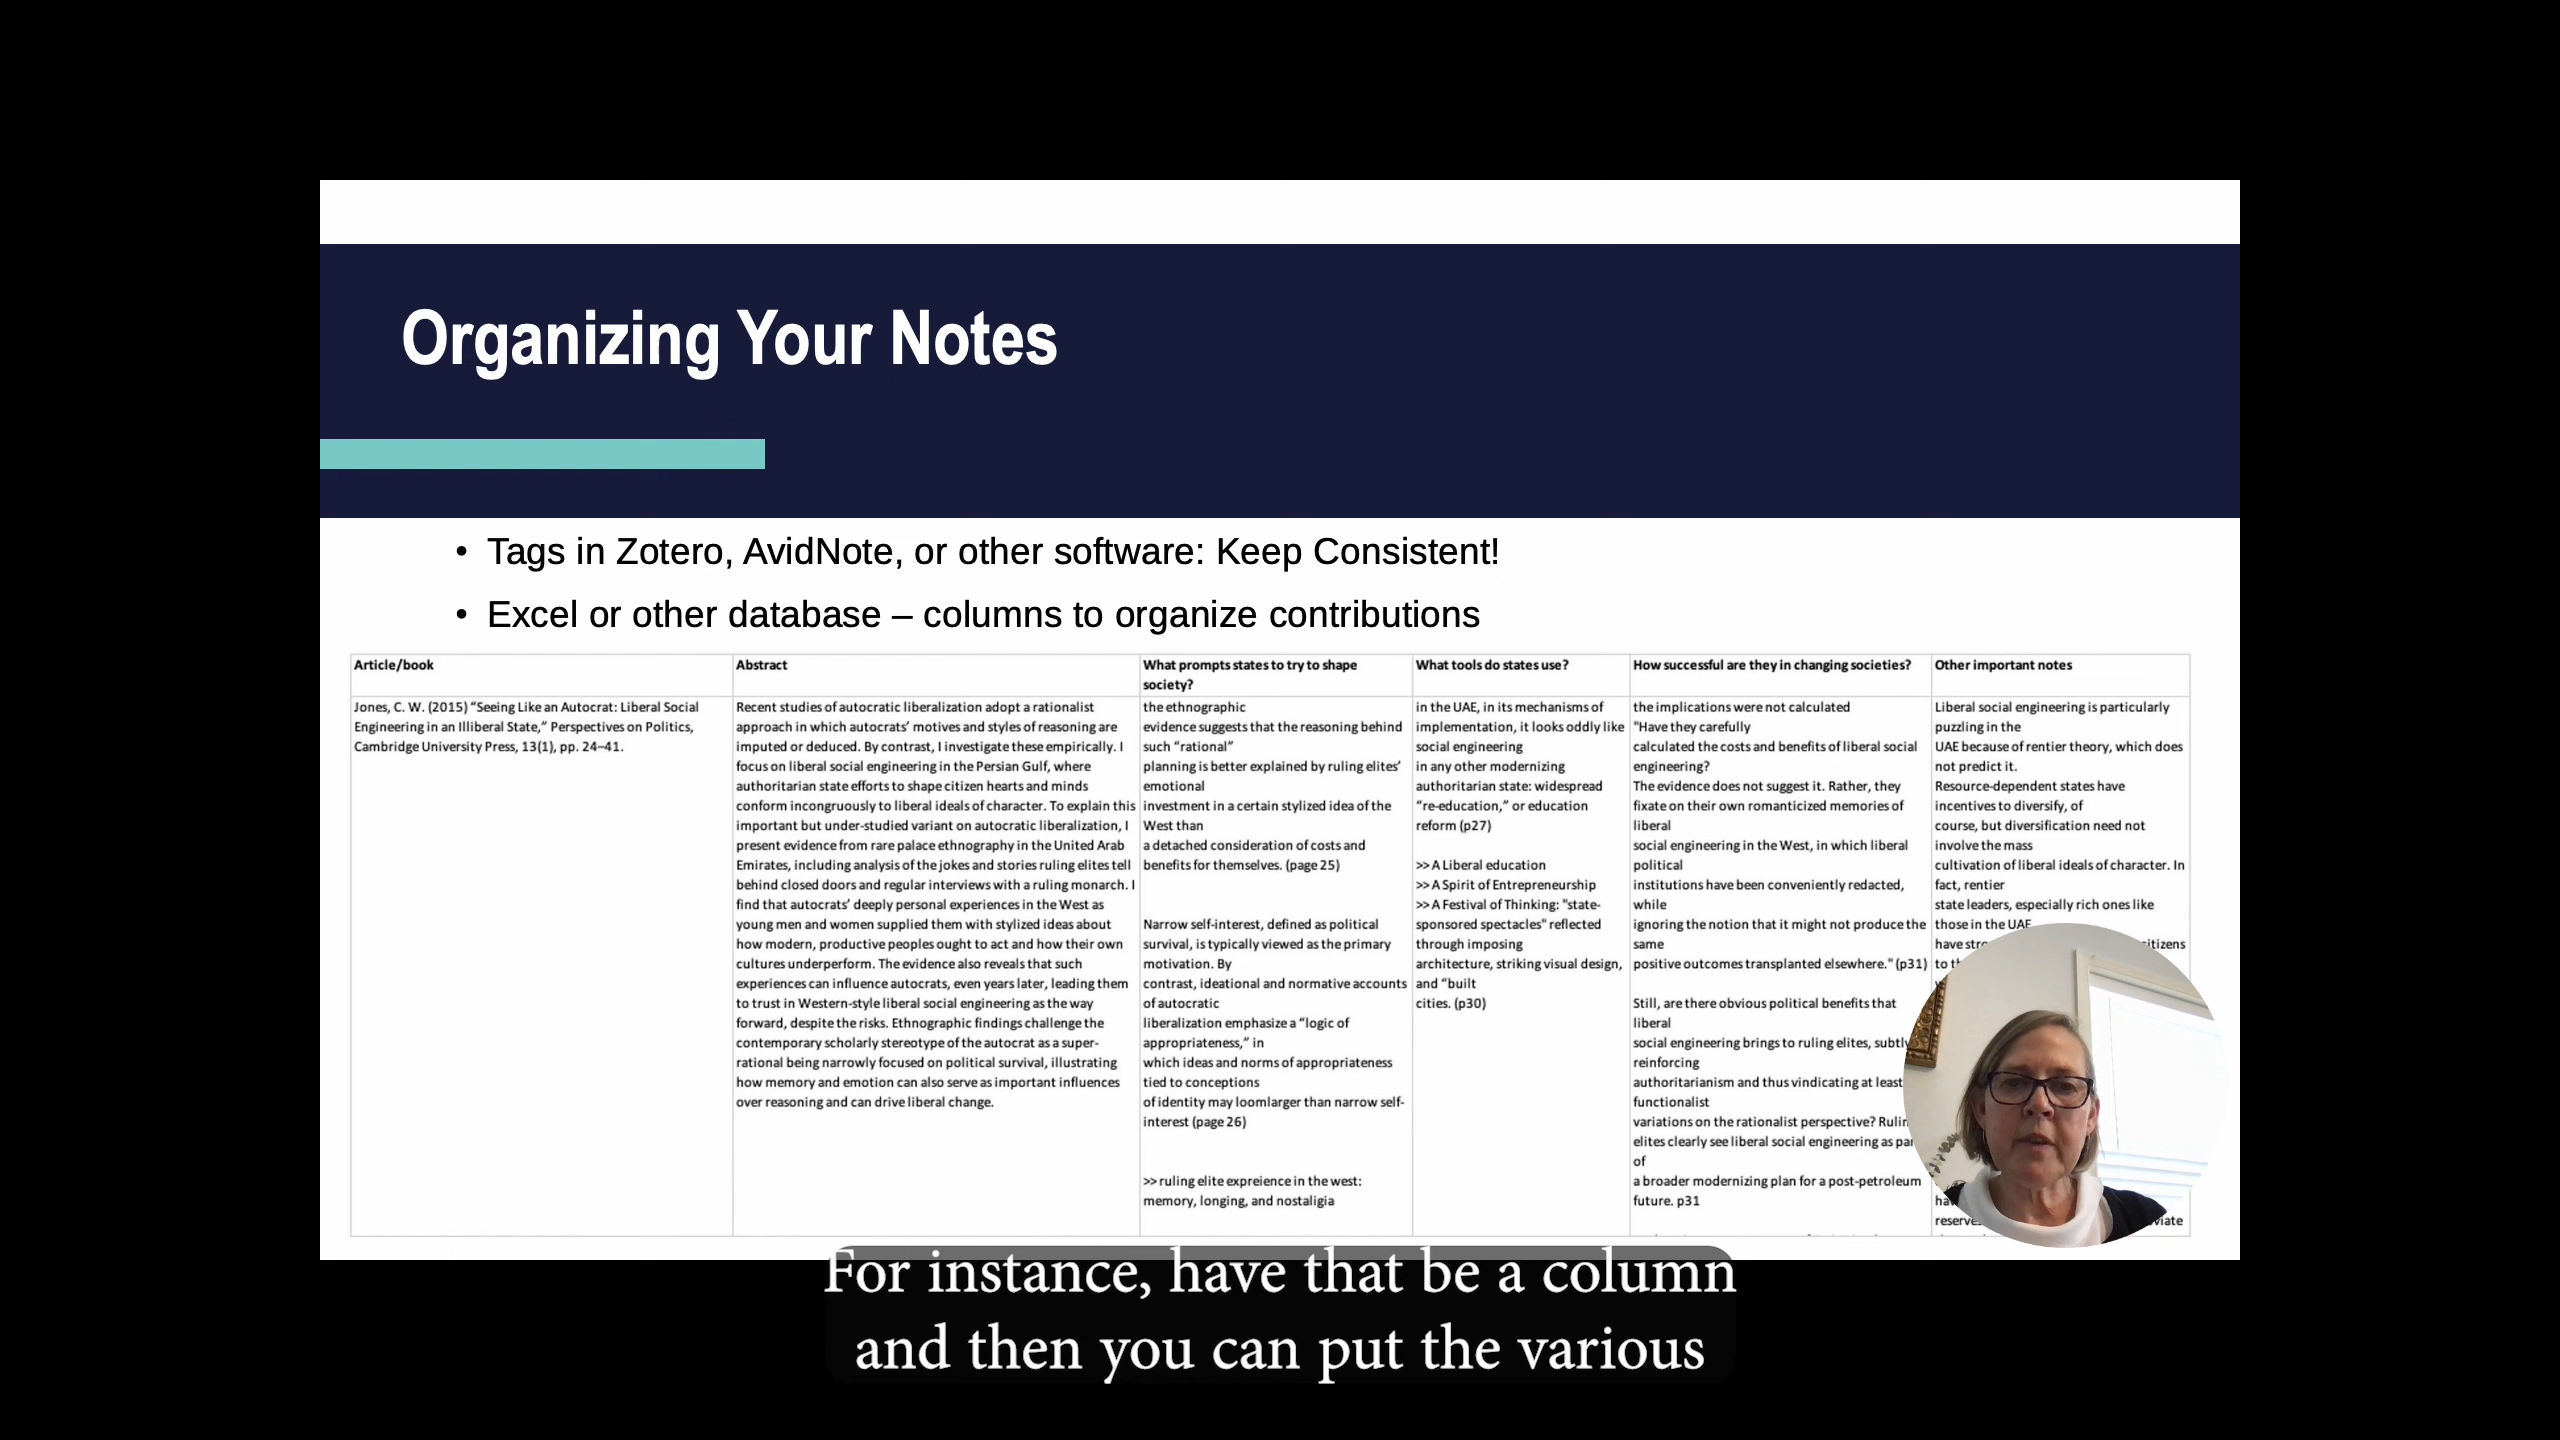 Organizing Your Notes
• Tags in Zotero, AvidNote, or other software: Keep Consistent!
• Excel or other database – columns to organize contributions
Article/book
Abstract
What prompts states to try to shape
society?
What tools do states use?
How successful are they in changing societies?
Other important notes
Jones, C. W. (2015) “Seeing Like an Autocrat: Liberal Social
Engineering in an Illiberal State,” Perspectives on Politics,
Cambridge University Press, 13(1), pp. 24–41.
Recent studies of autocratic liberalization adopt a rationalist
approach in which autocrats’ motives and styles of reasoning are
imputed or deduced. By contrast, I investigate these empirically. I
focus on liberal social engineering in the Persian Gulf, where
authoritarian state efforts to shape citizen hearts and minds
conform incongruously to liberal ideals of character. To explain this
important but under-studied variant on autocratic liberalization, I
present evidence from rare palace ethnography in the United Arab
Emirates, including analysis of the jokes and stories ruling elites tell
behind closed doors and regular interviews with a ruling monarch. I
find that autocrats’ deeply personal experiences in the West as
young men and women supplied them with stylized ideas about
how modern, productive peoples ought to act and how their own
cultures underperform. The evidence also reveals that such
experiences can influence autocrats, even years later, leading them
to trust in Western-style liberal social engineering as the way
forward, despite the risks. Ethnographic findings challenge the
contemporary scholarly stereotype of the autocrat as a super-
rational being narrowly focused on political survival, illustrating
how memory and emotion can also serve as important influences
over reasoning and can drive liberal change.
the ethnographic
evidence suggests that the reasoning behind
such “rational”
planning is better explained by ruling elites’
emotional
investment in a certain stylized idea of the
West than
a detached consideration of costs and
benefits for themselves. (page 25)
Narrow self-interest, defined as political
survival, is typically viewed as the primary
motivation. By
contrast, ideational and normative accounts
of autocratic
liberalization emphasize a “logic of
appropriateness,” in
which ideas and norms of appropriateness
tied to conceptions
of identity may loomlarger than narrow self-
interest (page 26)
>> ruling elite expreience in the west:
memory, longing, and nostaligia
in the UAE, in its mechanisms of
implementation, it looks oddly like
social engineering
in any other modernizing
authoritarian state: widespread
“re-education,” or education
reform (p27)
>> A Liberal education
>> A Spirit of Entrepreneurship
>> A Festival of Thinking: "state-
sponsored spectacles" reflected
through imposing
architecture, striking visual design,
and “built
cities. (p30)
the implications were not calculated
"Have they carefully
calculated the costs and benefits of liberal social
engineering?
The evidence does not suggest it. Rather, they
fixate on their own romanticized memories of
liberal
social engineering in the West, in which liberal
political
institutions have been conveniently redacted,
while
ignoring the notion that it might not produce the
same
positive outcomes transplanted elsewhere." (p31)
Still, are there obvious political benefits that
liberal
social engineering brings to ruling elites, subtly
reinforcing
authoritarianism and thus vindicating at least
functionalist
variations on the rationalist perspective?
elites clearly see liberal social engineering as
of
a broader modernizing plan for a post-petroleum
future. p31
Liberal social engineering is particularly
puzzling in the
UAE because of rentier theory, which does
not predict it.
Resource-dependent states have
incentives to diversify, of
course, but diversification need not
involve the mass
cultivation of liberal ideals of character. In
fact, rentier
state leaders, especially rich ones like
those in the UAE
have
to
For instance, have that be a column
and then you can put the various